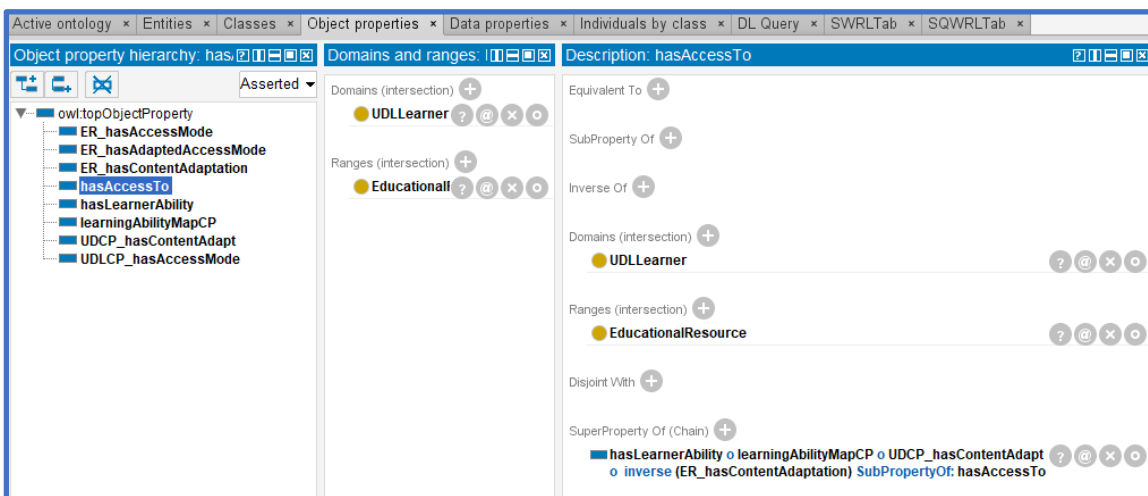 Active ontology × Entities × Classes × Object properties × Data properties × Individuals by class × DL Query × SWRLTab × SQWRLTab ×
Object property hierarchy: has
Asserted
owl:topObjectProperty
ER_hasAccessMode
ER_hasAdaptedAccessMode
ER_hasContentAdaptation
hasAccessTo
hasLearnerAbility
learningAbilityMapCP
UDCP_hasContentAdapt
UDLCP_hasAccessMode
Domains and ranges:
Domains (intersection)
UDLLearner
Ranges (intersection)
Educational
Description: hasAccessTo
Equivalent To
SubProperty Of
Inverse Of
Domains (intersection)
UDLLearner
Ranges (intersection)
EducationalResource
Disjoint With
SuperProperty Of (Chain)
hasLearnerAbility o learningAbilityMapCP o UDCP_hasContentAdapt
o inverse (ER_hasContentAdaptation) SubPropertyOf: hasAccessTo